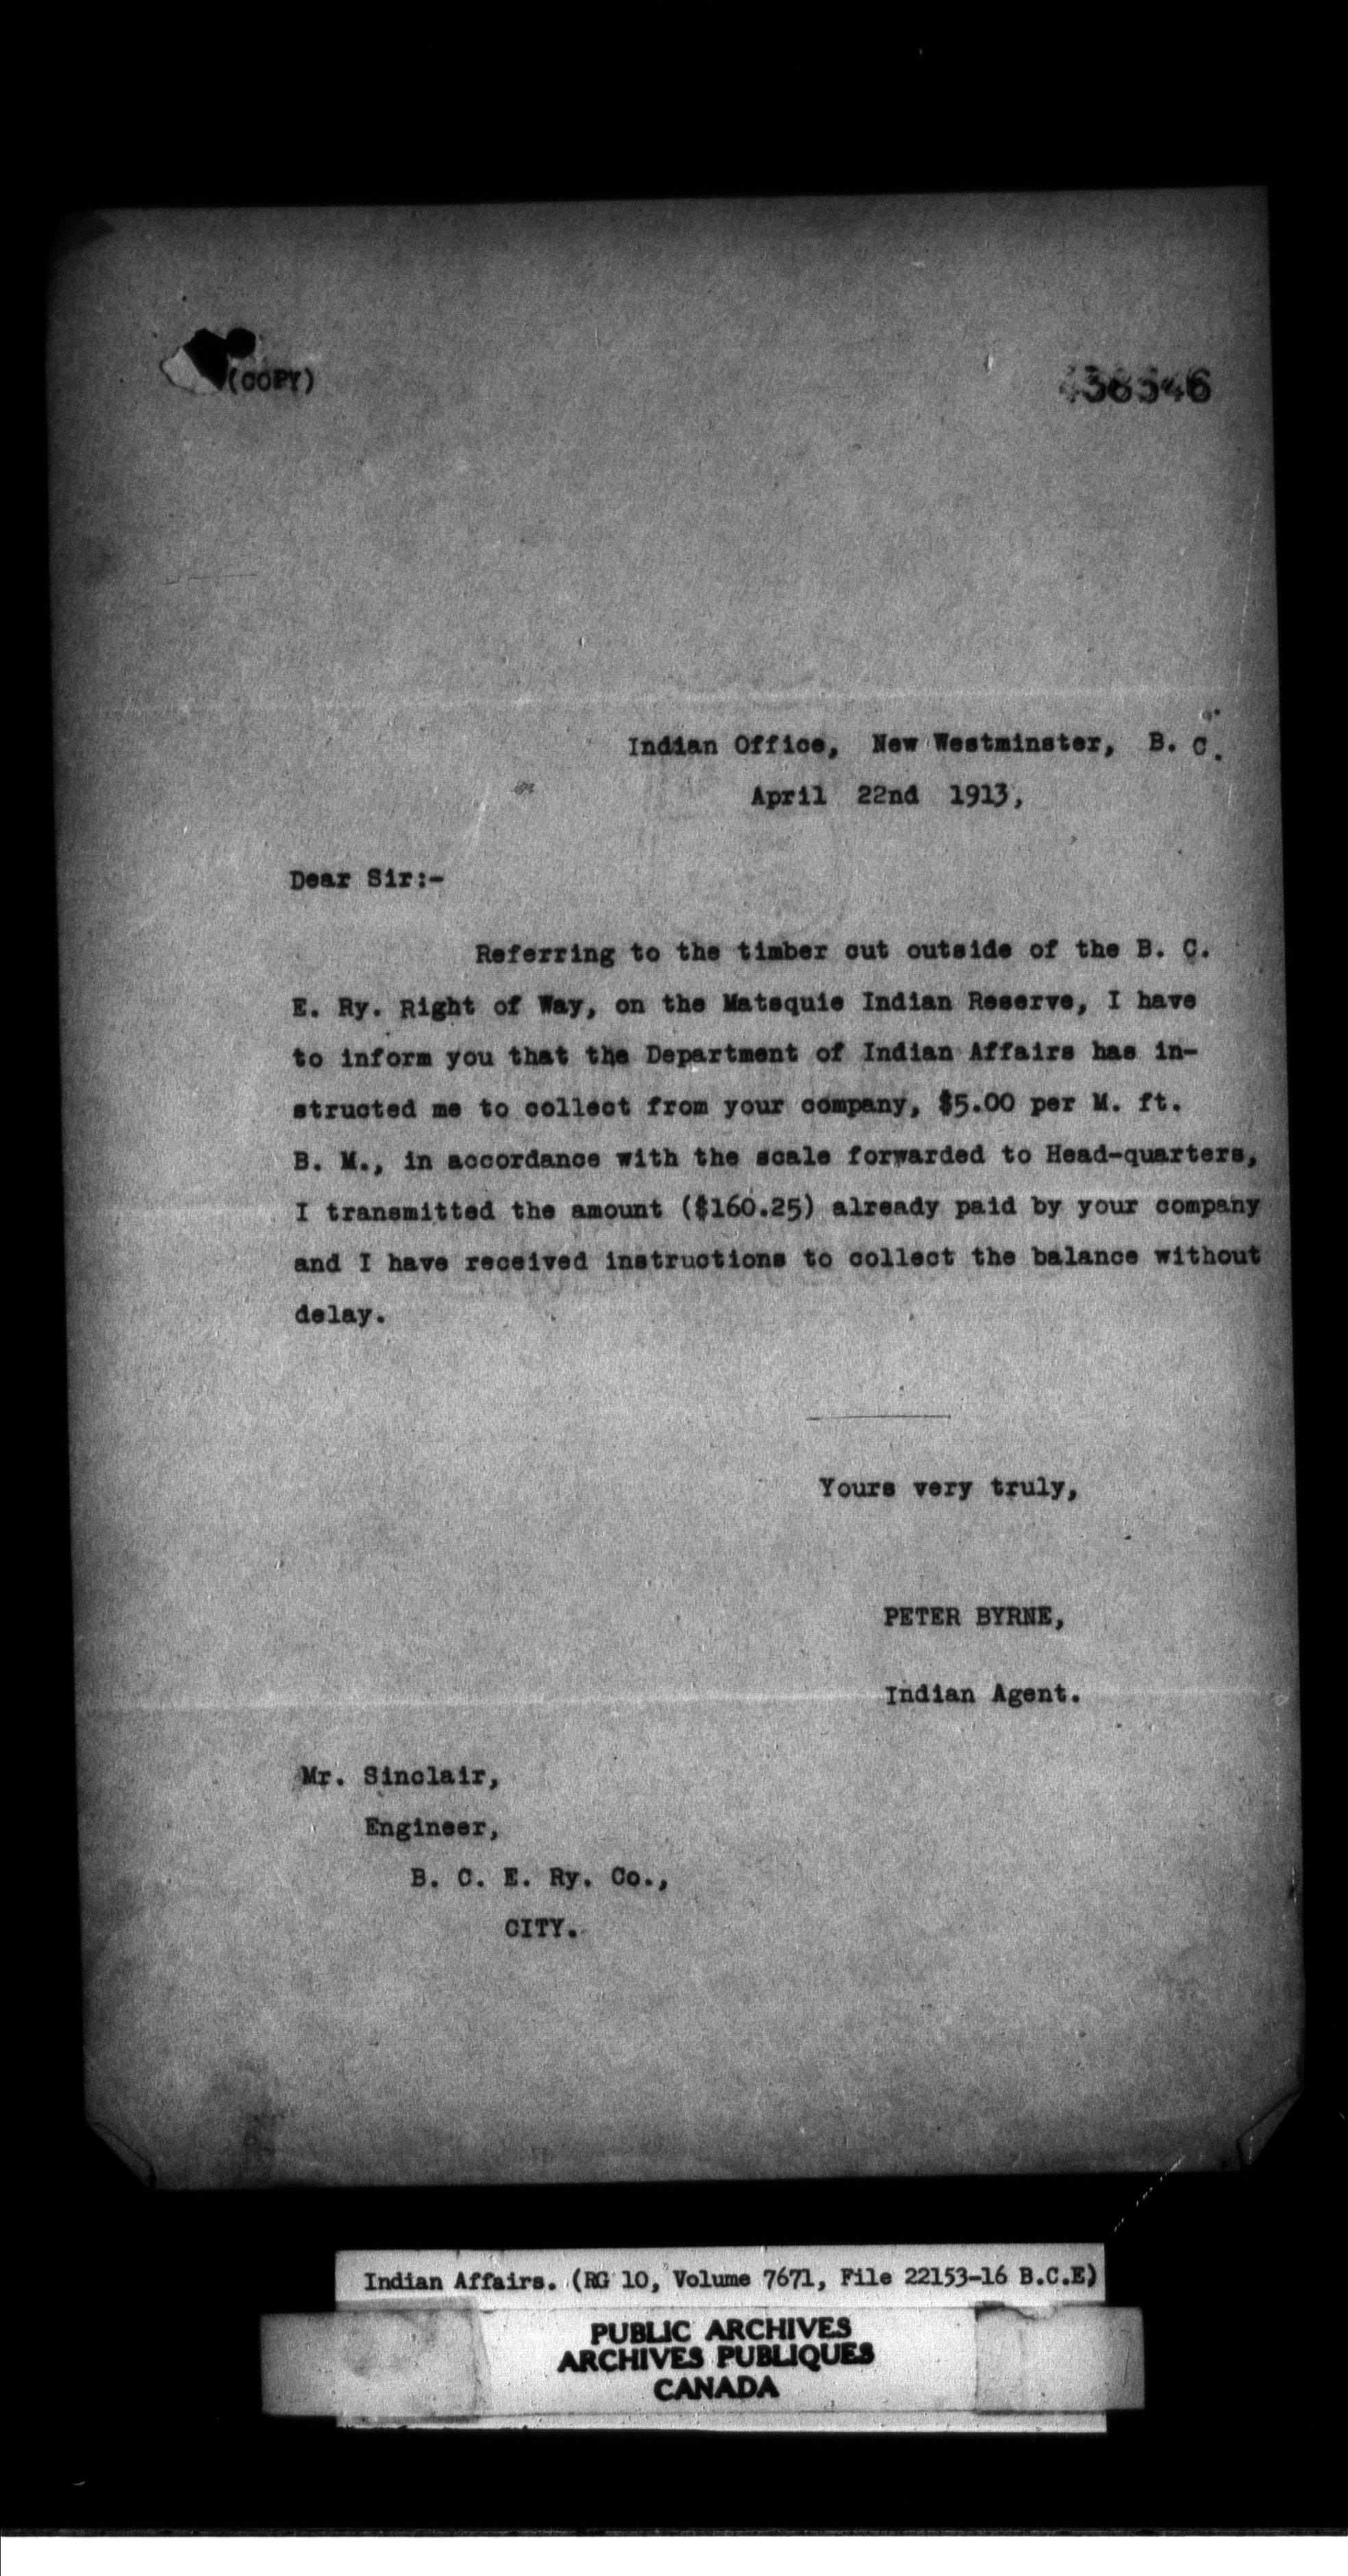 (COPY)
Indian Office, New Westminster, B. C.
April 22nd 1913,
Dear Sir:-
Referring to the timber cut outside of the B. C.
E. Ry. Right of Way, on the Matsquie Indian Reserve, I have
to inform you that the Department of Indian Affairs has in-
structed me to collect from your company, $5.00 per M. ft.
B. M., in accordance with the scale forwarded to Head-quarters,
I transmitted the amount ($160.25) already paid by your company
and I have received instructions to collect the balance without
delay.
Yours very truly,
PETER BYRNE,
Indian Agent.
Mr. Sinclair,
Engineer,
B. C. E. Ry. Co.,
CITY.
Indian Affairs. (RG 10, Volume 7671, File 22153-16 B.C.E)
PUBLIC ARCHIVES
ARCHIVES PUBLIQUES
CANADA